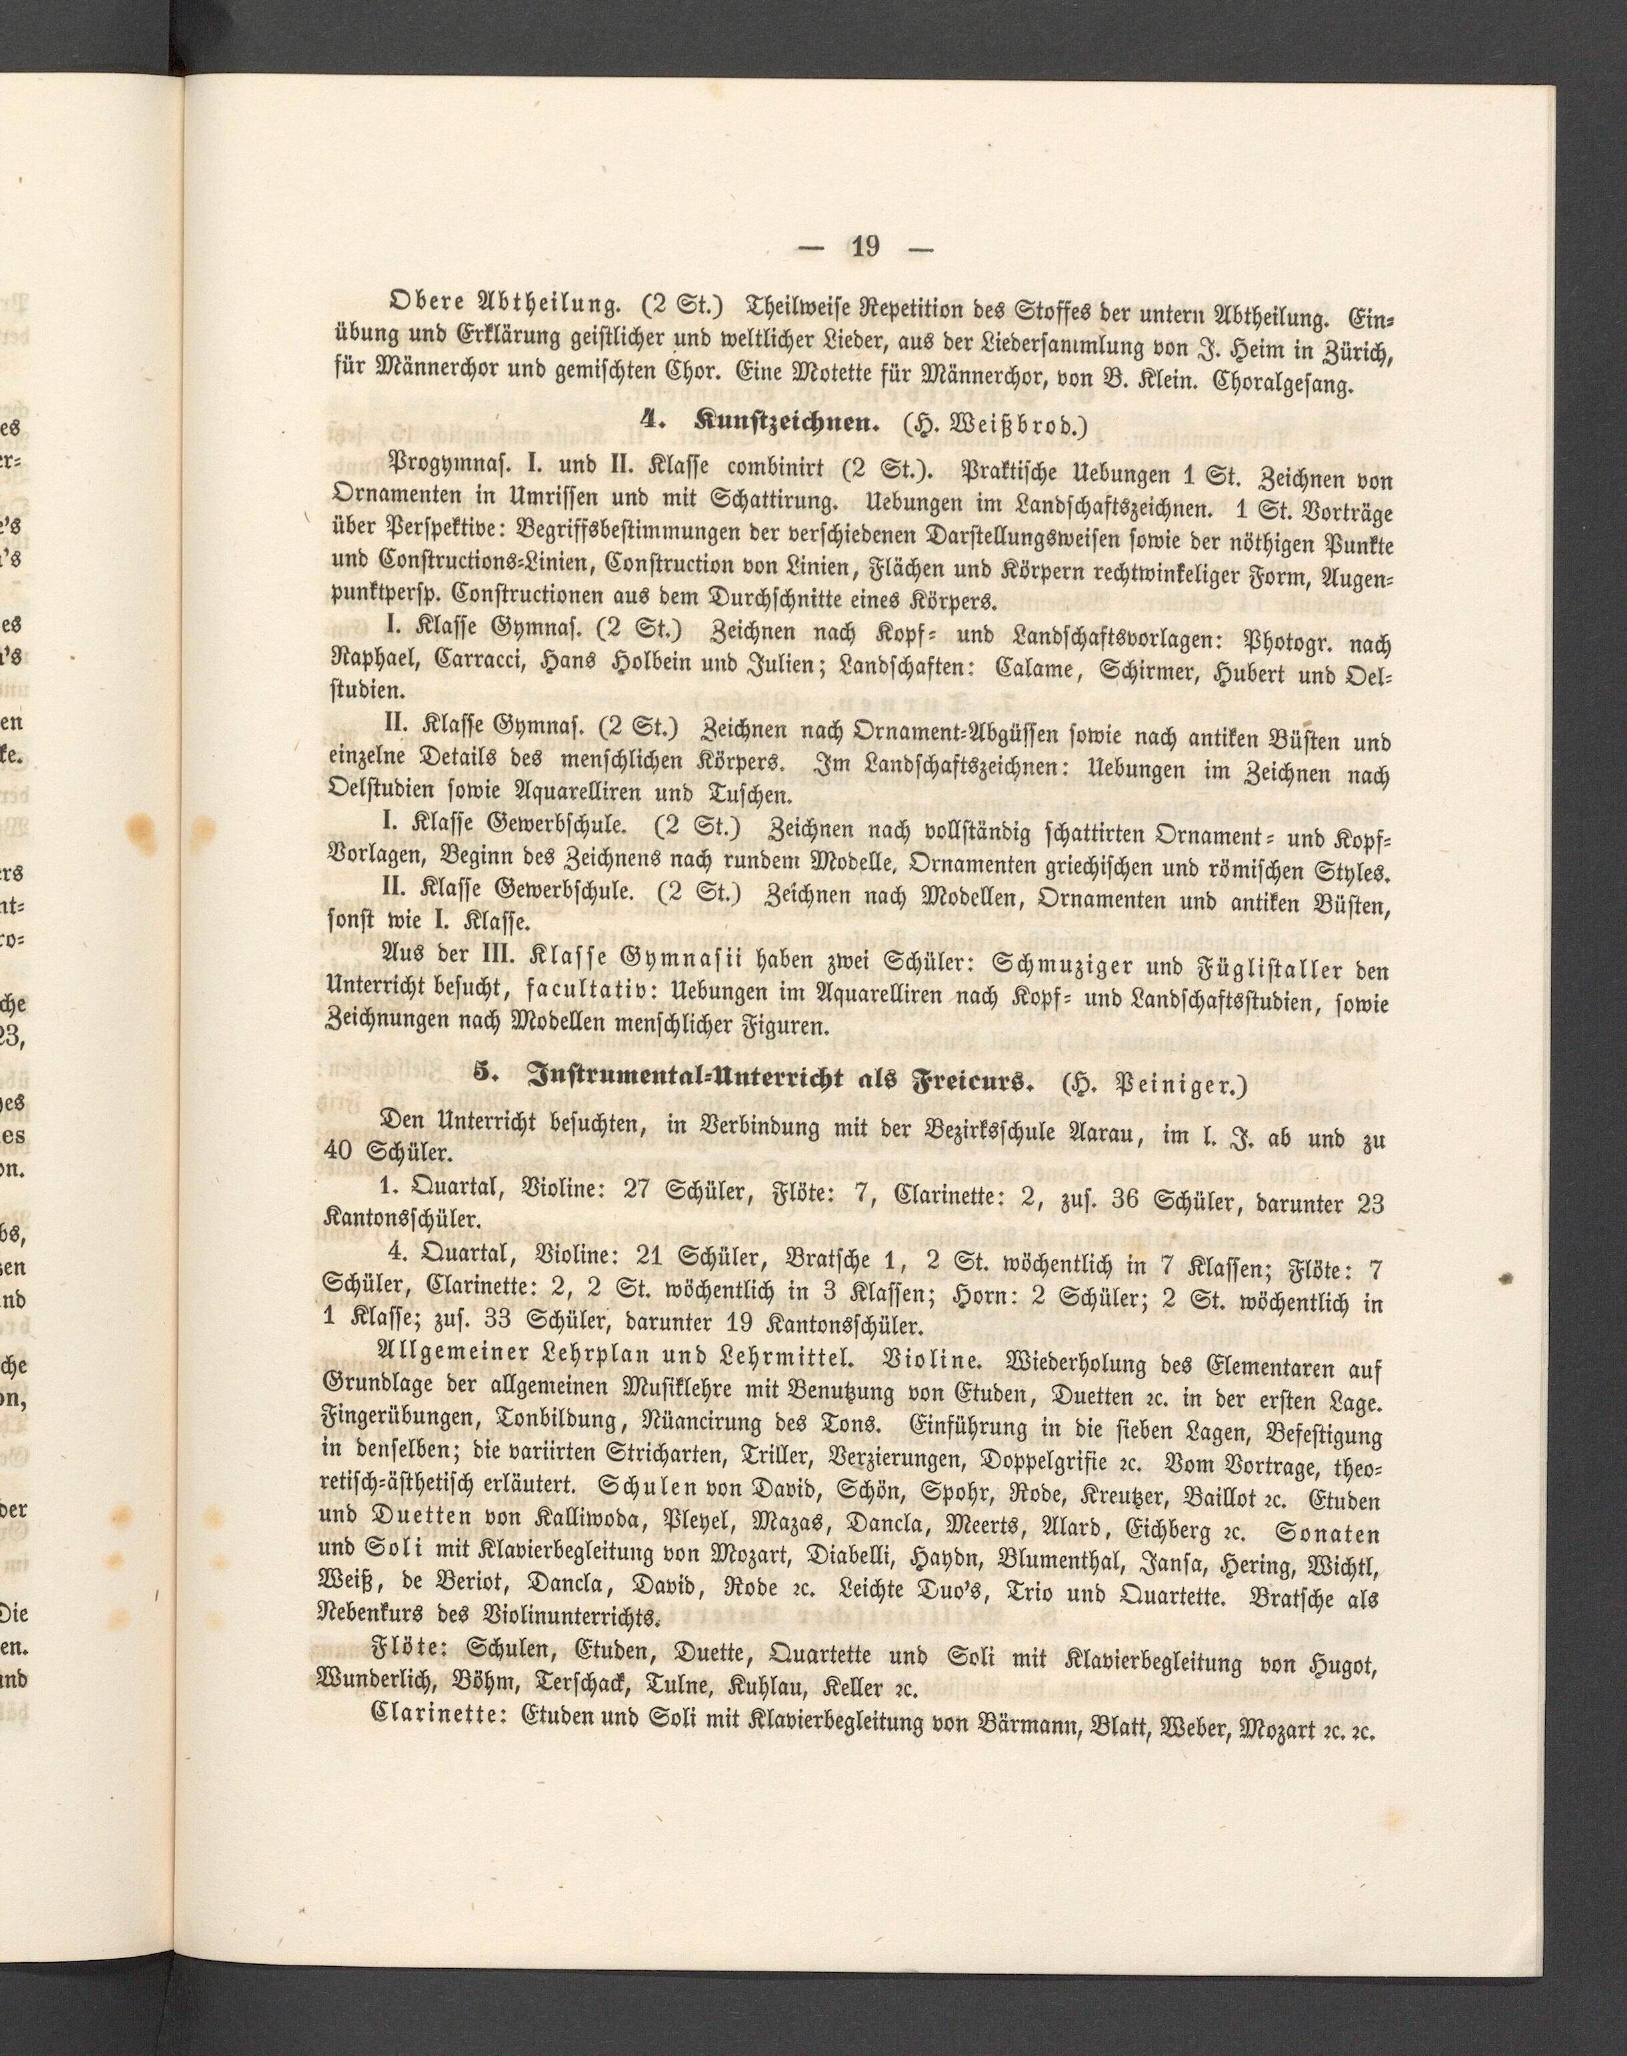 — 19 —
Obere Abtheilung. (2 St.) Theilweise Repetition des Stoffes der untern Abtheilung. Ein-
übung und Erklärung geistlicher und weltlicher Lieder, aus der Liedersammlung von J. Heim in Zürich,
für Männerchor und gemischten Chor. Eine Motette für Männerchor, von B. Klein. Choralgesang.
4. Kunstzeichnen. (H. Weißbrod.)
Progymnas. I. und II. Klasse combinirt (2 St.). Praktische Uebungen 1 St. Zeichnen von
Ornamenten in Umrissen und mit Schattirung. Uebungen im Landschaftszeichnen. 1 St. Vorträge
über Perspektive: Begriffsbestimmungen der verschiedenen Darstellungsweisen sowie der nöthigen Punkte
und Constructions-Linien, Construction von Linien, Flächen und Körpern rechtwinkeliger Form, Augen-
punktpersp. Constructionen aus dem Durchschnitte eines Körpers.
I. Klasse Gymnas. (2 St.) Zeichnen nach Kopf- und Landschaftsvorlagen: Photogr. nach
Raphael, Carracci, Hans Holbein und Julien; Landschaften: Calame, Schirmer, Hubert und Oel-
studien.
II. Klasse Gymnas. (2 St.) Zeichnen nach Ornament-Abgüssen sowie nach antiken Büsten und
einzelne Details des menschlichen Körpers. Im Landschaftszeichnen: Uebungen im Zeichnen nach
Oelstudien sowie Aquarelliren und Tuschen.
I. Klasse Gewerbschule. (2 St.) Zeichnen nach vollständig schattirten Ornament- und Kopf-
Vorlagen, Beginn des Zeichnens nach rundem Modelle, Ornamenten griechischen und römischen Styles.
II. Klasse Gewerbschule. (2 St.) Zeichnen nach Modellen, Ornamenten und antiken Büsten,
sonst wie I. Klasse.
Aus der III. Klasse Gymnasii haben zwei Schüler: Schmuziger und Füglistaller den
Unterricht besucht, facultativ: Uebungen im Aquarelliren nach Kopf- und Landschaftsstudien, sowie
Zeichnungen nach Modellen menschlicher Figuren.
5. Instrumental-Unterricht als Freicurs. (H. Peiniger.)
Den Unterricht besuchten, in Verbindung mit der Bezirksschule Aarau, im l. J. ab und zu
40 Schüler.
1. Quartal, Violine: 27 Schüler, Flöte: 7, Clarinette: 2, zus. 36 Schüler, darunter 23
Kantonsschüler.
4. Quartal, Violine: 21 Schüler, Bratsche 1, 2 St. wöchentlich in 7 Klassen; Flöte: 7
Schüler, Clarinette: 2, 2 St. wöchentlich in 3 Klassen; Horn: 2 Schüler; 2 St. wöchentlich in
1 Klasse; zus. 33 Schüler, darunter 19 Kantonsschüler.
Allgemeiner Lehrplan und Lehrmittel. Violine. Wiederholung des Elementaren auf
Grundlage der allgemeinen Musiklehre mit Benutzung von Etuden, Duetten ꝛc. in der ersten Lage.
Fingerübungen, Tonbildung, Nüancirung des Tons. Einführung in die sieben Lagen, Befestigung
in denselben; die variirten Stricharten, Triller, Verzierungen, Doppelgriffe ꝛc. Vom Vortrage, theo-
retisch-ästhetisch erläutert. Schulen von David, Schön, Spohr, Rode, Kreutzer, Baillot ꝛc. Etuden
und Duetten von Kalliwoda, Pleyel, Mazas, Dancla, Meerts, Alard, Eichberg ꝛc. Sonaten
und Soli mit Klavierbegleitung von Mozart, Diabelli, Haydn, Blumenthal, Jansa, Hering, Wichtl,
Weiß, de Beriot, Dancla, David, Rode ꝛc. Leichte Duo's, Trio und Quartette. Bratsche als
Nebenkurs des Violinunterrichts.
Flöte: Schulen, Etuden, Duette, Quartette und Soli mit Klavierbegleitung von Hugot,
Wunderlich, Böhm, Terschack, Tulne, Kuhlau, Keller ꝛc.
Clarinette: Etuden und Soli mit Klavierbegleitung von Bärmann, Blatt, Weber, Mozart ꝛc. ꝛc.